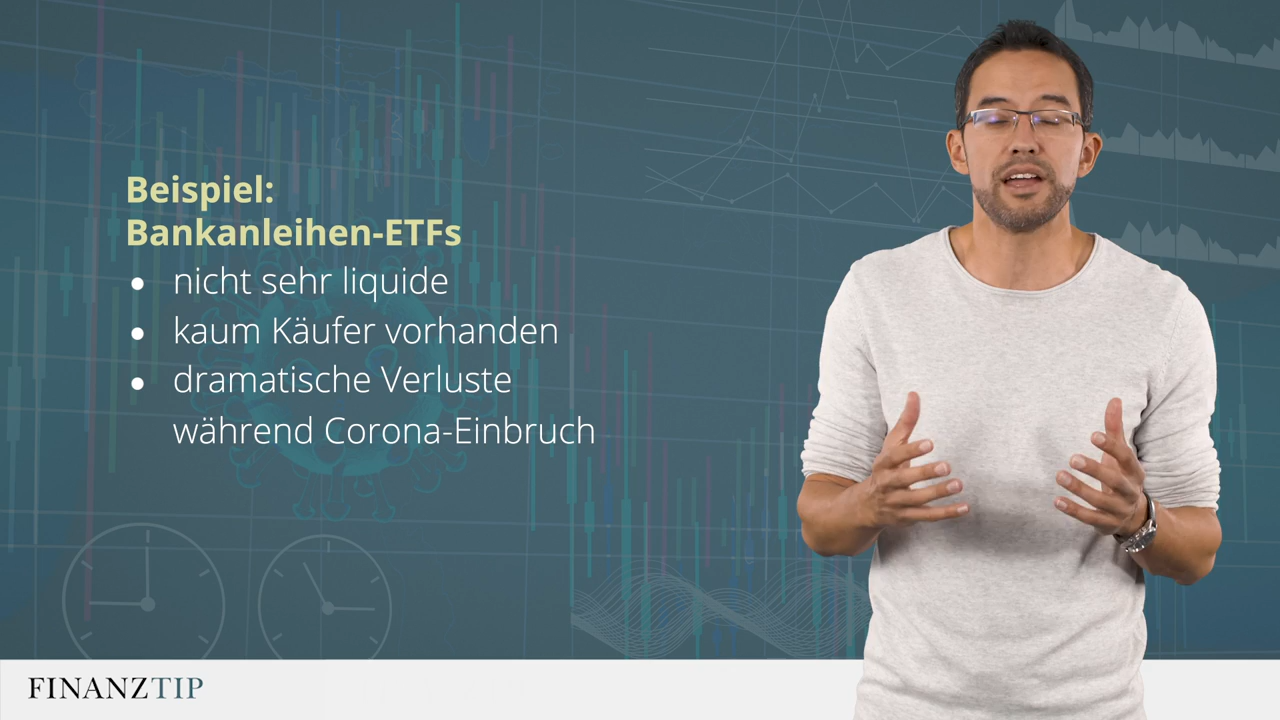 Beispiel:
Bankanleihen-ETFs
• nicht sehr liquide
• kaum Käufer vorhanden
• dramatische Verluste
während Corona-Einbruch
FINANZTIP